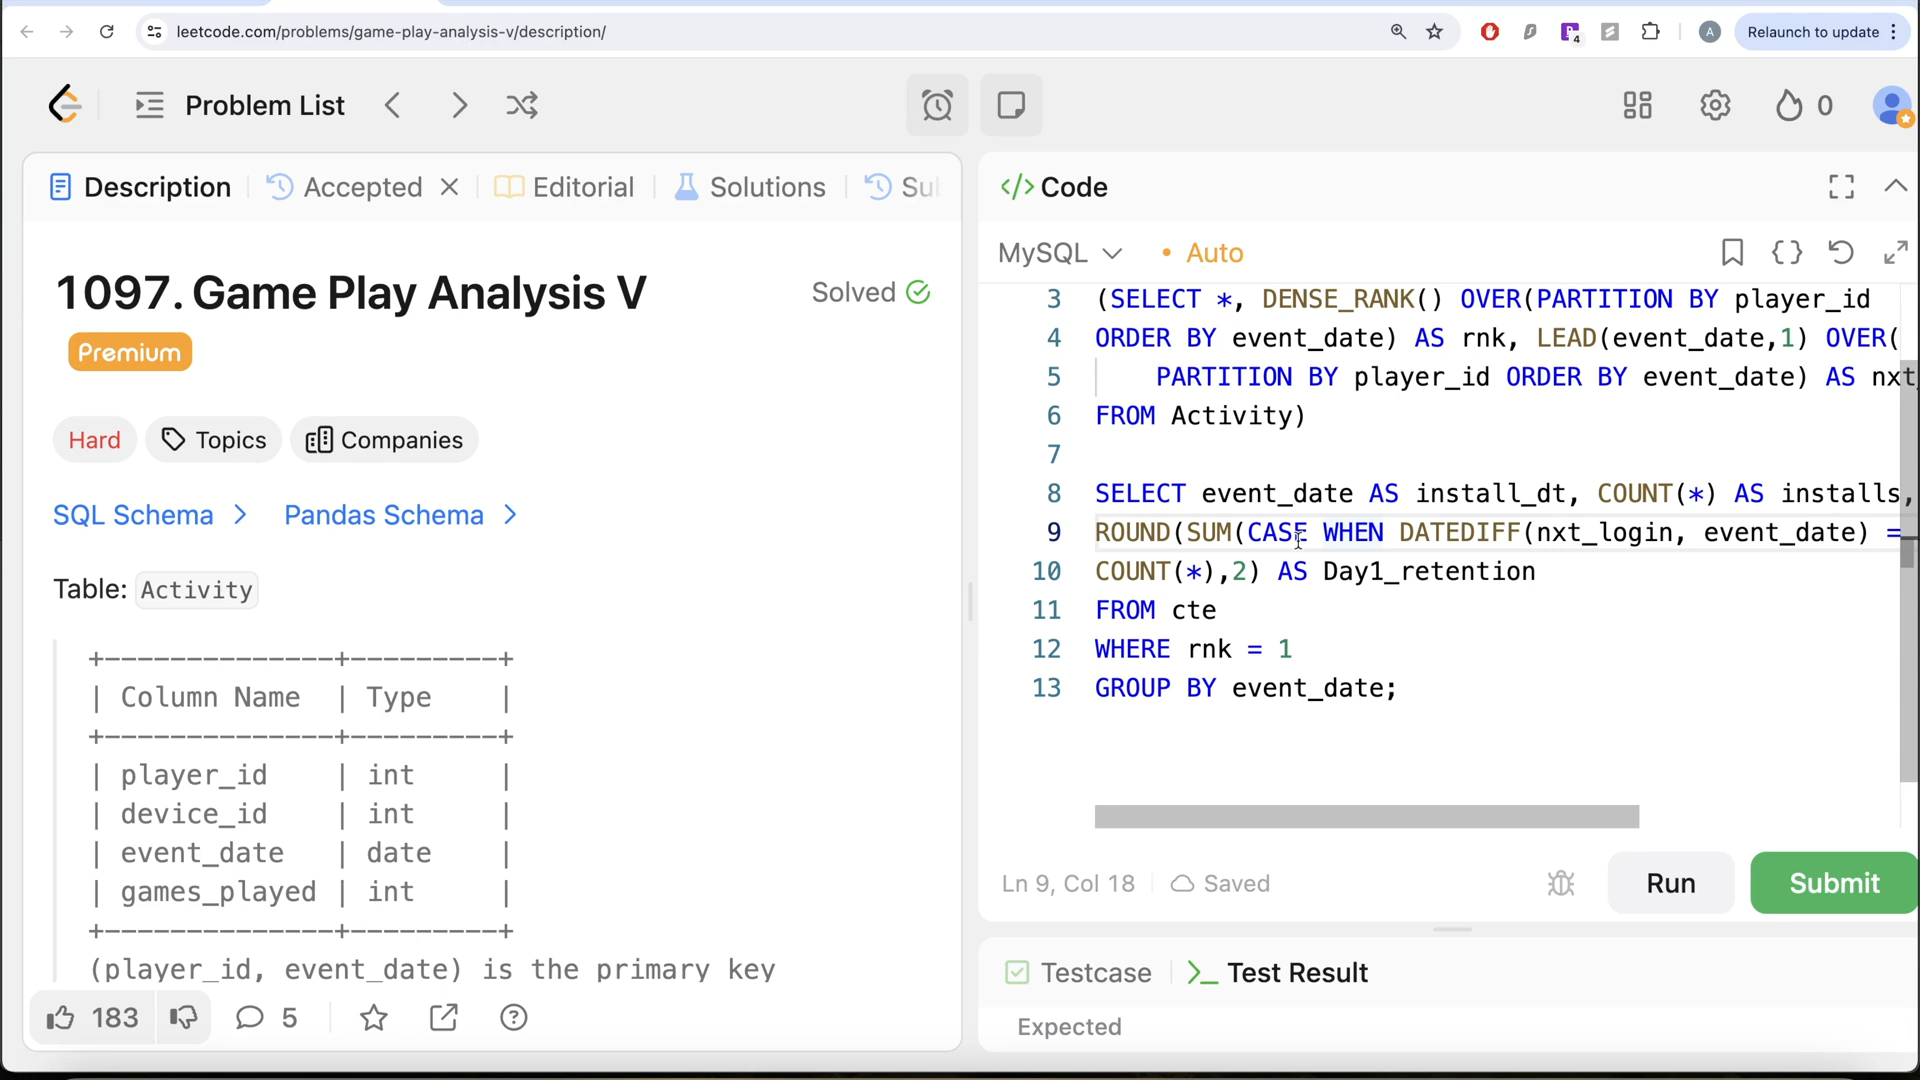 leetcode.com/problems/game-play-analysis-v/description/
4
A
Relaunch to update
Problem List
0
Description
Accepted
Editorial
Solutions
Sub
1097. Game Play Analysis V
Solved
Premium
Hard
Topics
Companies
SQL Schema
Pandas Schema
Table: Activity
+--------------+---------+
| Column Name | Type |
+--------------+---------+
| player_id | int |
| device_id | int |
| event_date | date |
| games_played | int |
+--------------+---------+
(player_id, event_date) is the primary key
183
5
</> Code
MySQL
Auto
3 (SELECT *, DENSE_RANK() OVER(PARTITION BY player_id
4 ORDER BY event_date) AS rnk, LEAD(event_date,1) OVER(
5 PARTITION BY player_id ORDER BY event_date) AS nxt_
6 FROM Activity)
7
8 SELECT event_date AS install_dt, COUNT(*) AS installs,
9 ROUND(SUM(CASE WHEN DATEDIFF(nxt_login, event_date) =
10 COUNT(*),2) AS Day1_retention
11 FROM cte
12 WHERE rnk = 1
13 GROUP BY event_date;
Ln 9, Col 18
Saved
Run
Submit
Testcase
>_ Test Result
Expected